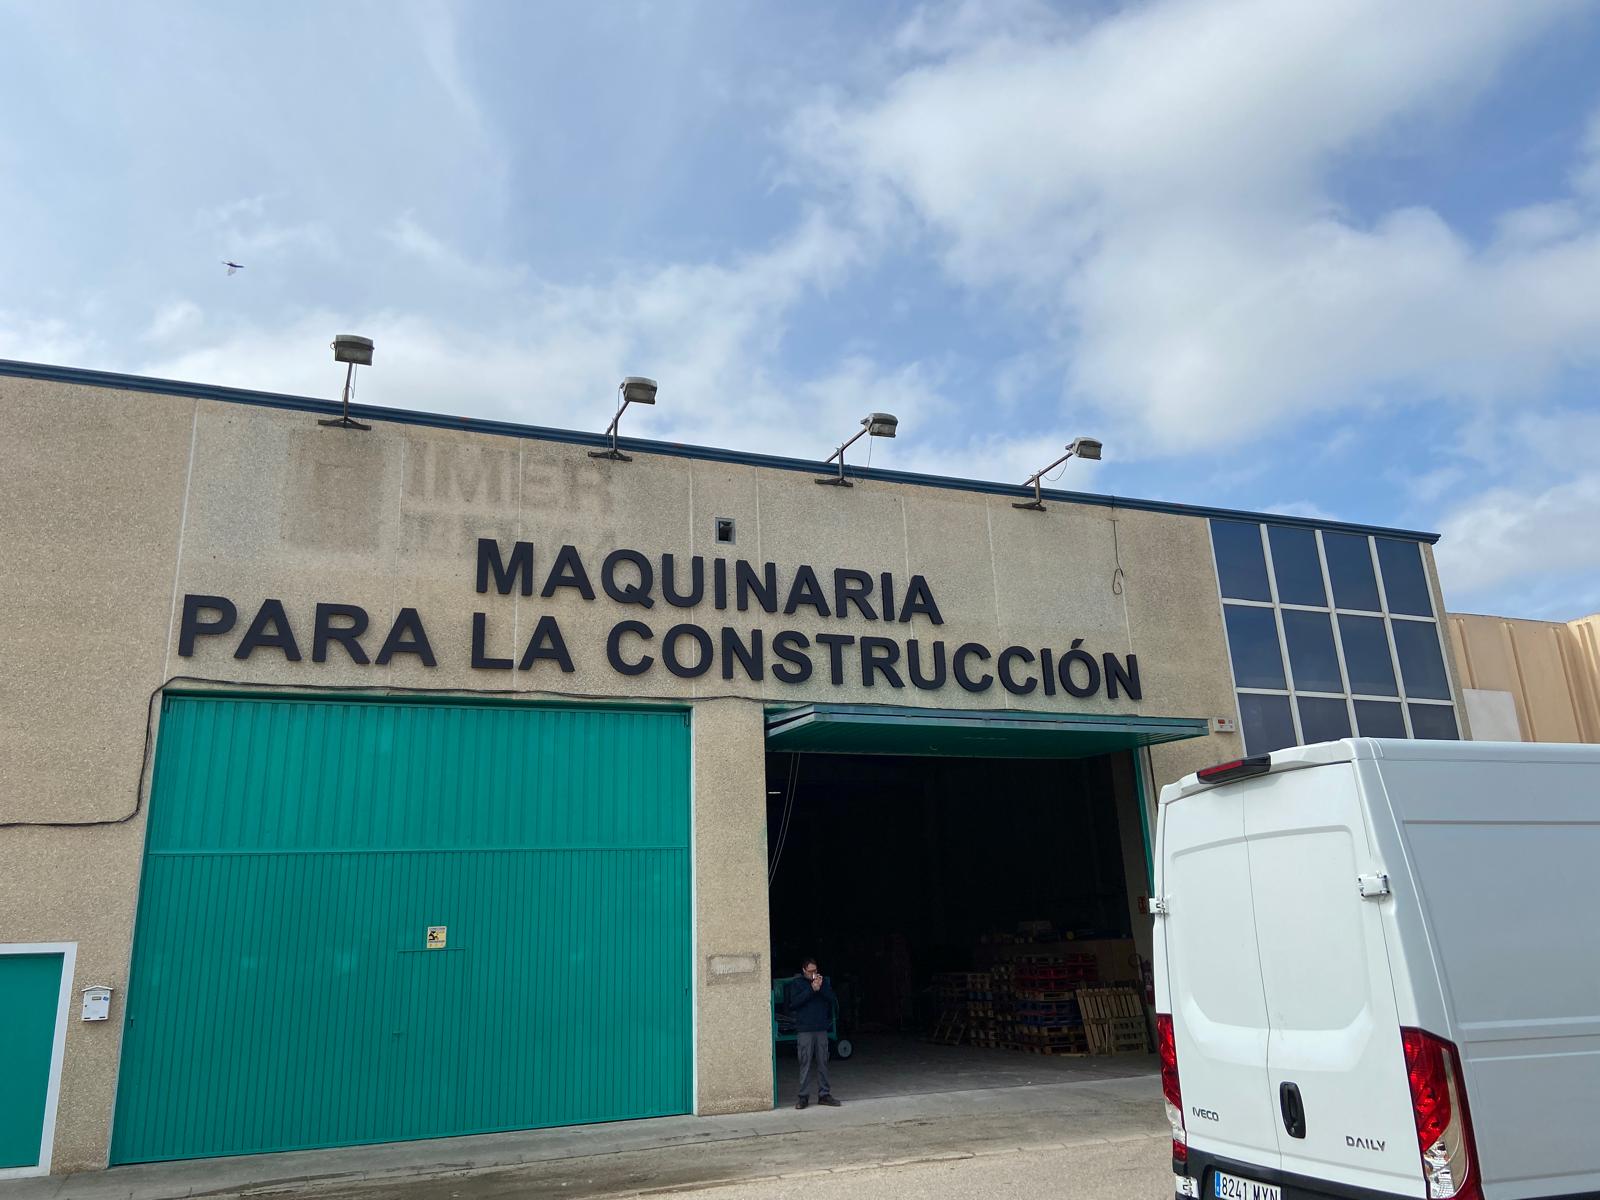 IMER
MAQUINARIA
PARA LA CONSTRUCCIÓN
IVECO
DAILY
8241 MYN